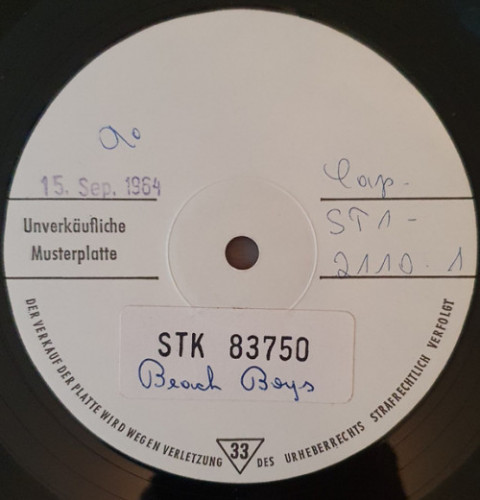 a°
15. Sep. 1964
Unverkäufliche
Musterplatte
Cap-
ST1-
2110-1
STK 83750
Beach Boys
DER VERKAUF DER PLATTE WIRD WEGEN VERLETZUNG DES URHEBERRECHTS STRAFRECHTLICH VERFOLGT
33